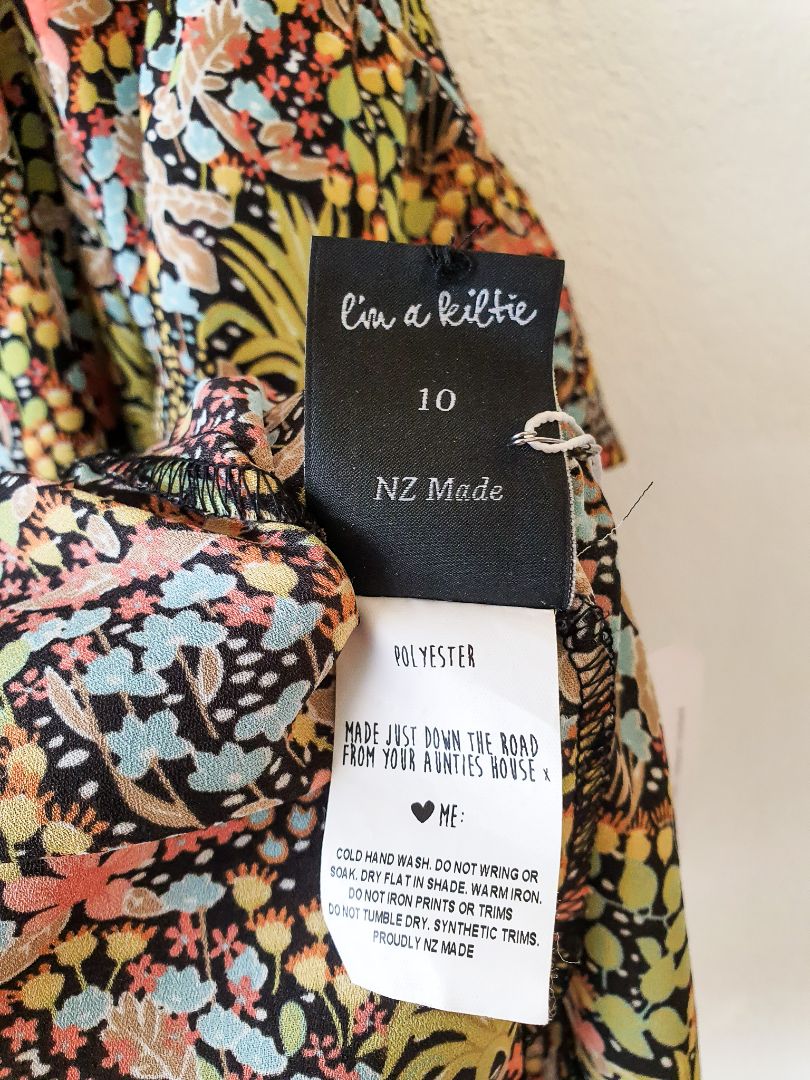 lin a kiltie
10
NZ Made
POLYESTER
MADE JUST DOWN THE ROAD
FROM YOUR AUNTIES HOUSE x
♥ ME:
COLD HAND WASH. DO NOT WRING OR
SOAK. DRY FLAT IN SHADE. WARM IRON.
DO NOT IRON PRINTS OR TRIMS
DO NOT TUMBLE DRY. SYNTHETIC TRIMS.
PROUDLY NZ MADE